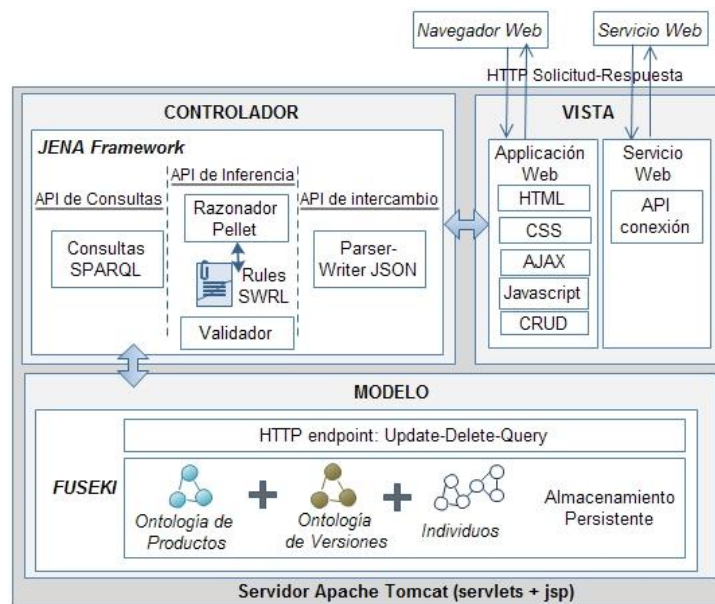 Navegador Web
Servicio Web
HTTP Solicitud-Respuesta
CONTROLADOR
JENA Framework
API de Inferencia
API de Consultas
API de intercambio
Razonador
Pellet
Consultas
SPARQL
Parser-
Writer JSON
Rules
SWRL
Validador
VISTA
Applicación
Web
HTML
CSS
AJAX
Javascript
CRUD
Servicio
Web
API
conexión
MODELO
HTTP endpoint: Update-Delete-Query
FUSEKI
Ontología de
Productos
Ontología
de Versiones
Individuos
Almacenamiento
Persistente
Servidor Apache Tomcat (servlets + jsp)